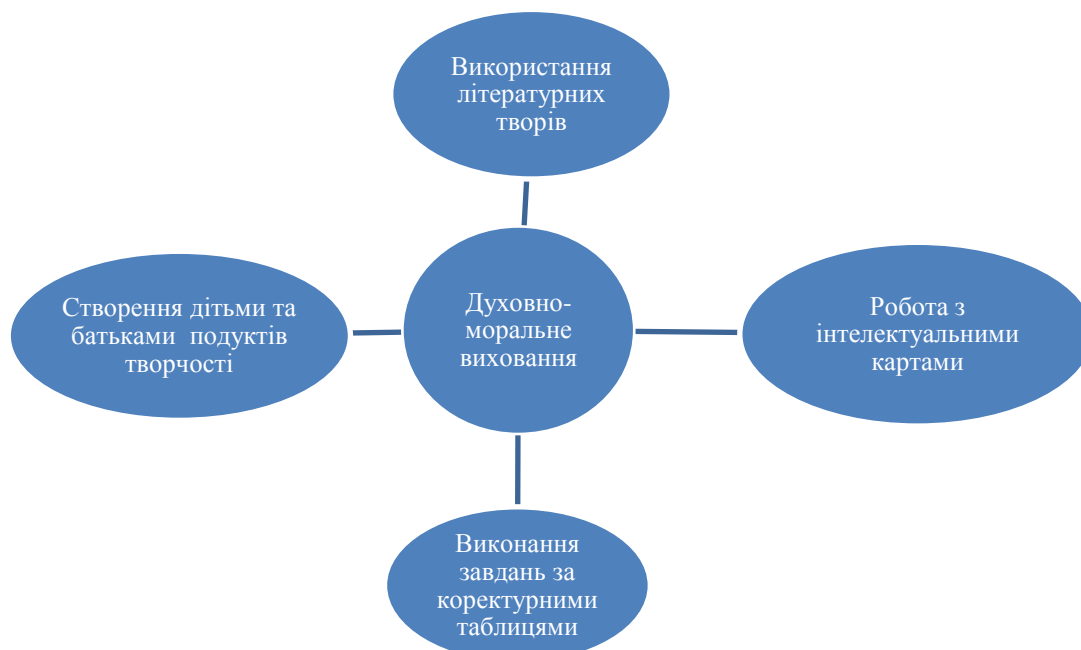 Використання
літературних
творів
Створення дітьми та
батьками подуктів
творчості
Духовно-
моральне
виховання
Робота з
інтелектуальними
картами
Виконання
завдань за
коректурними
таблицями